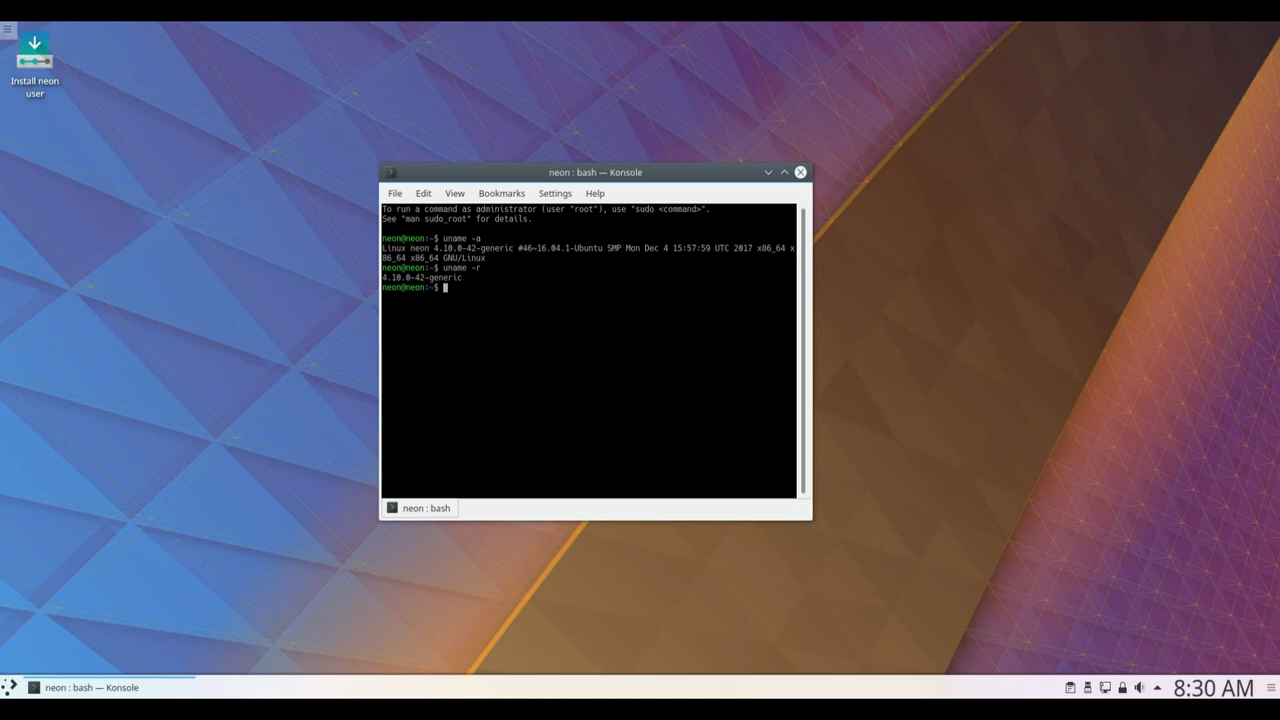 Install neon
user
neon : bash — Konsole
File Edit View Bookmarks Settings Help
To run a command as administrator (user "root"), use "sudo <command>".
See "man sudo_root" for details.
neon@neon:~$ uname -a
Linux neon 4.10.0-42-generic #46~16.04.1-Ubuntu SMP Mon Dec 4 15:57:59 UTC 2017 x86_64 x
86_64 x86_64 GNU/Linux
neon@neon:~$ uname -r
4.10.0-42-generic
neon@neon:~$
neon : bash
neon : bash — Konsole
8:30 AM